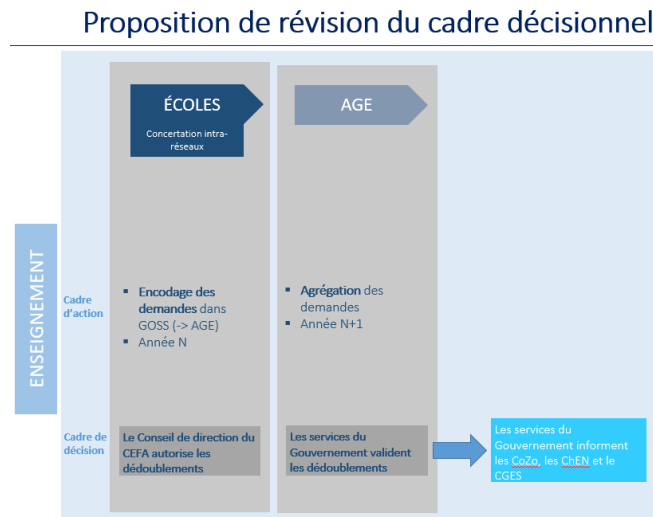 Proposition de révision du cadre décisionnel
ÉCOLES
Concertation intra-
réseaux
AGE
ENSEIGNEMENT
Cadre
d'action
▪ Encodage des
demandes dans
GOSS (-> AGE)
▪ Année N
▪ Agrégation des
demandes
▪ Année N+1
Cadre de
décision
Le Conseil de direction du
CEFA autorise les
dédoublements
Les services du
Gouvernement valident
les dédoublements
Les services du
Gouvernement informent
les CoZo, les ChEN et le
CGES